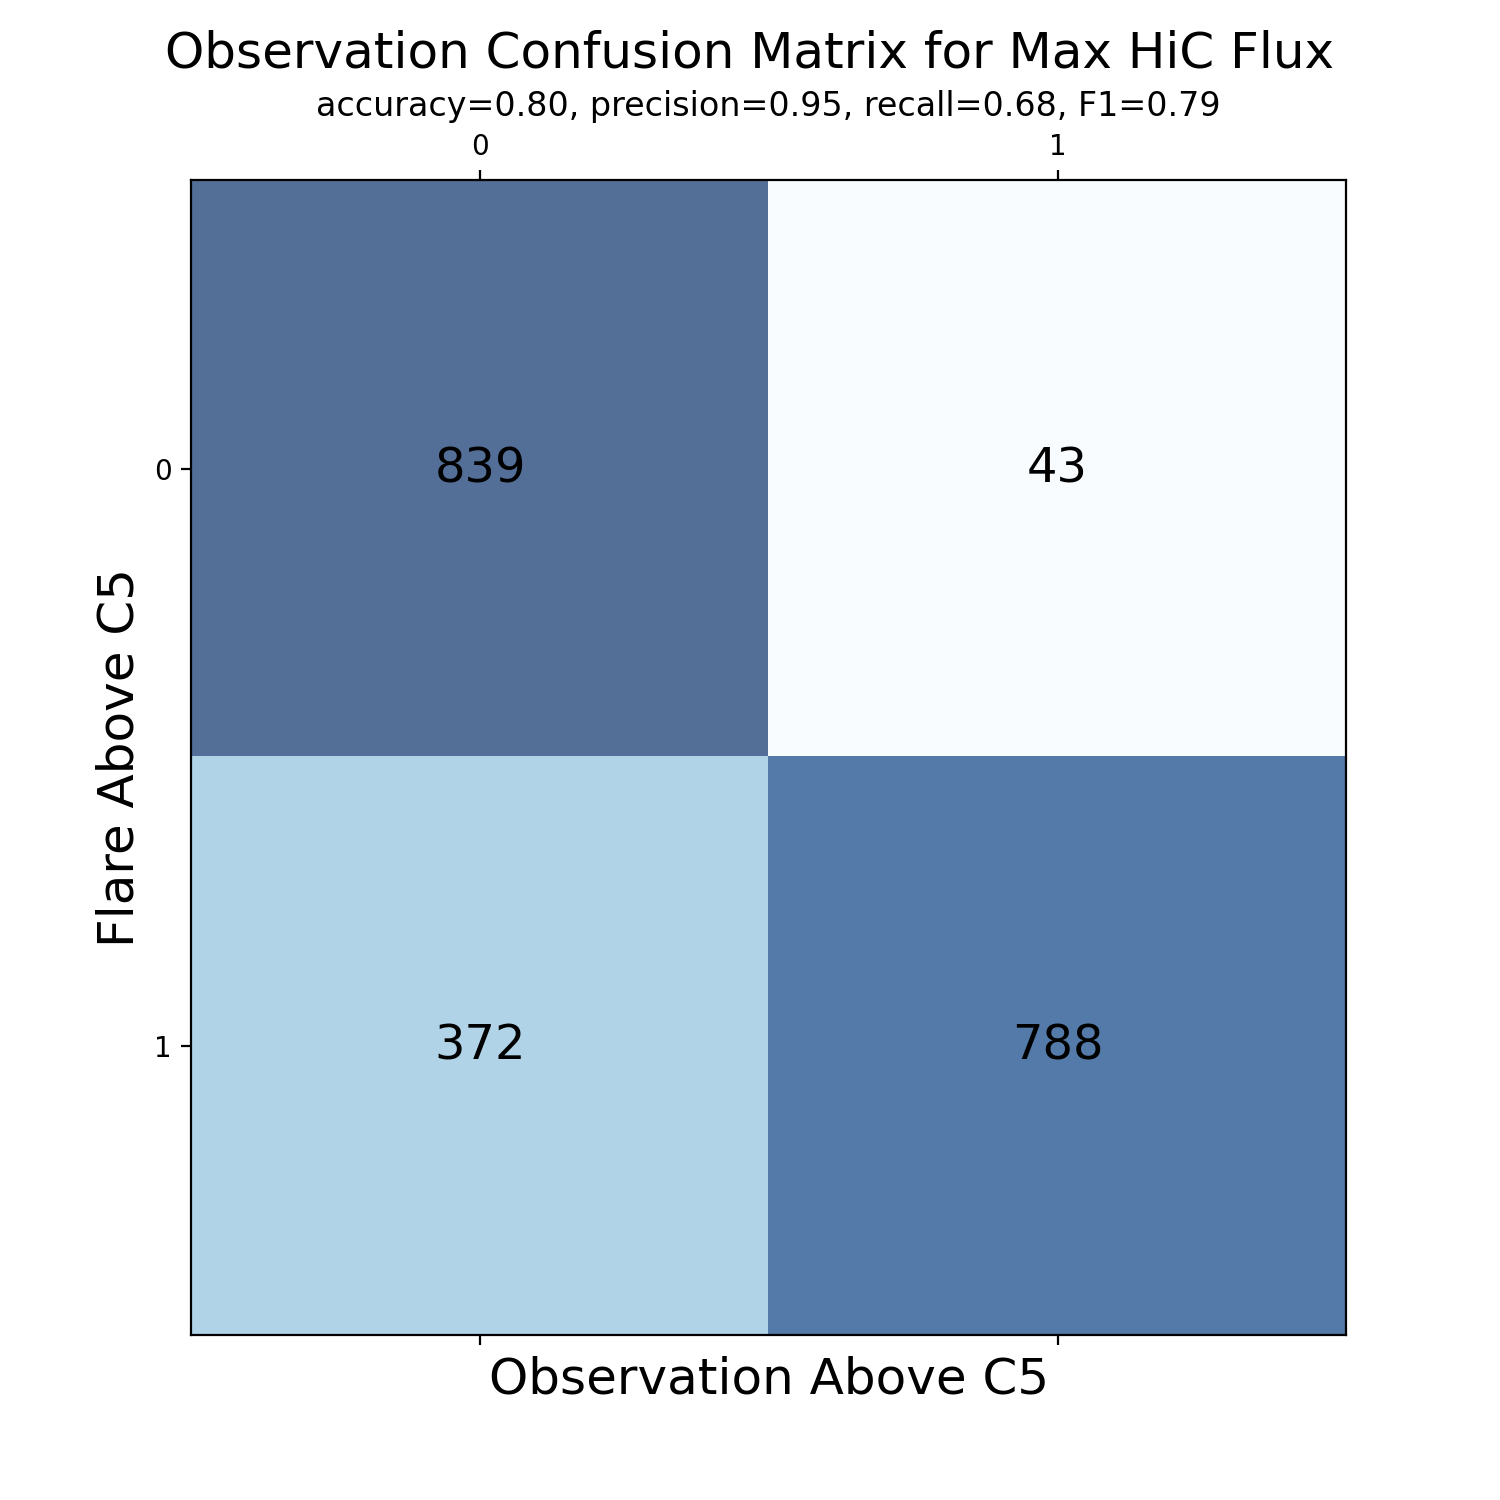 Observation Confusion Matrix for Max HiC Flux
accuracy=0.80, precision=0.95, recall=0.68, F1=0.79
0 1
0
839 43
Flare Above C5
1
372 788
Observation Above C5